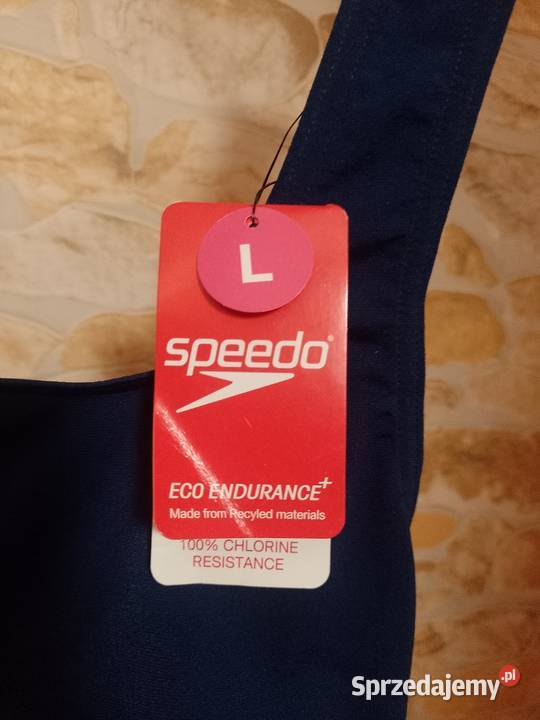 L
speedo®
ECO ENDURANCE+
Made from Recyled materials
100% CHLORINE
RESISTANCE
Sprzedajemy.pl